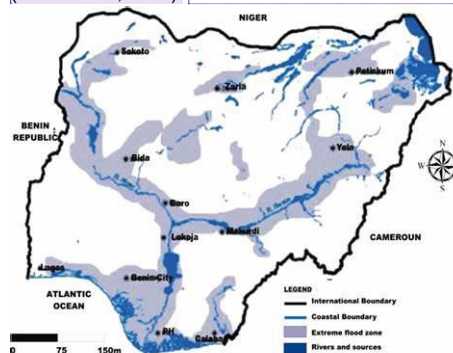 NIGER
Sokoto
Potiskum
Zaria
BENIN
REPUBLIC
Bida
Yola
N
W
E
S
Baro
Lokoja
Makurdi
CAMEROUN
Lagos
Benin City
ATLANTIC
OCEAN
PH
Calabar
LEGEND
International Boundary
Coastal Boundary
Extreme flood zone
Rivers and sources
0
75
150m